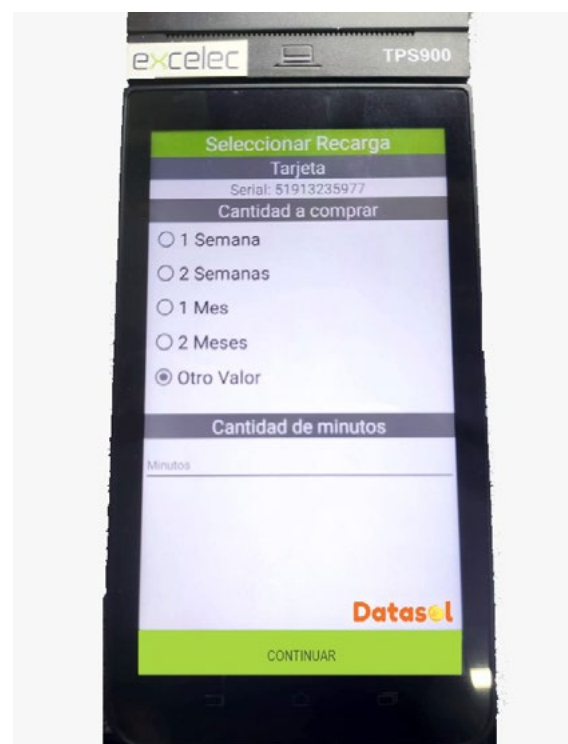 excelec
TPS900
Seleccionar Recarga
Tarjeta
Serial: 51913235977
Cantidad a comprar
1 Semana
2 Semanas
1 Mes
2 Meses
Otro Valor
Cantidad de minutos
Minutos
Datasol
CONTINUAR